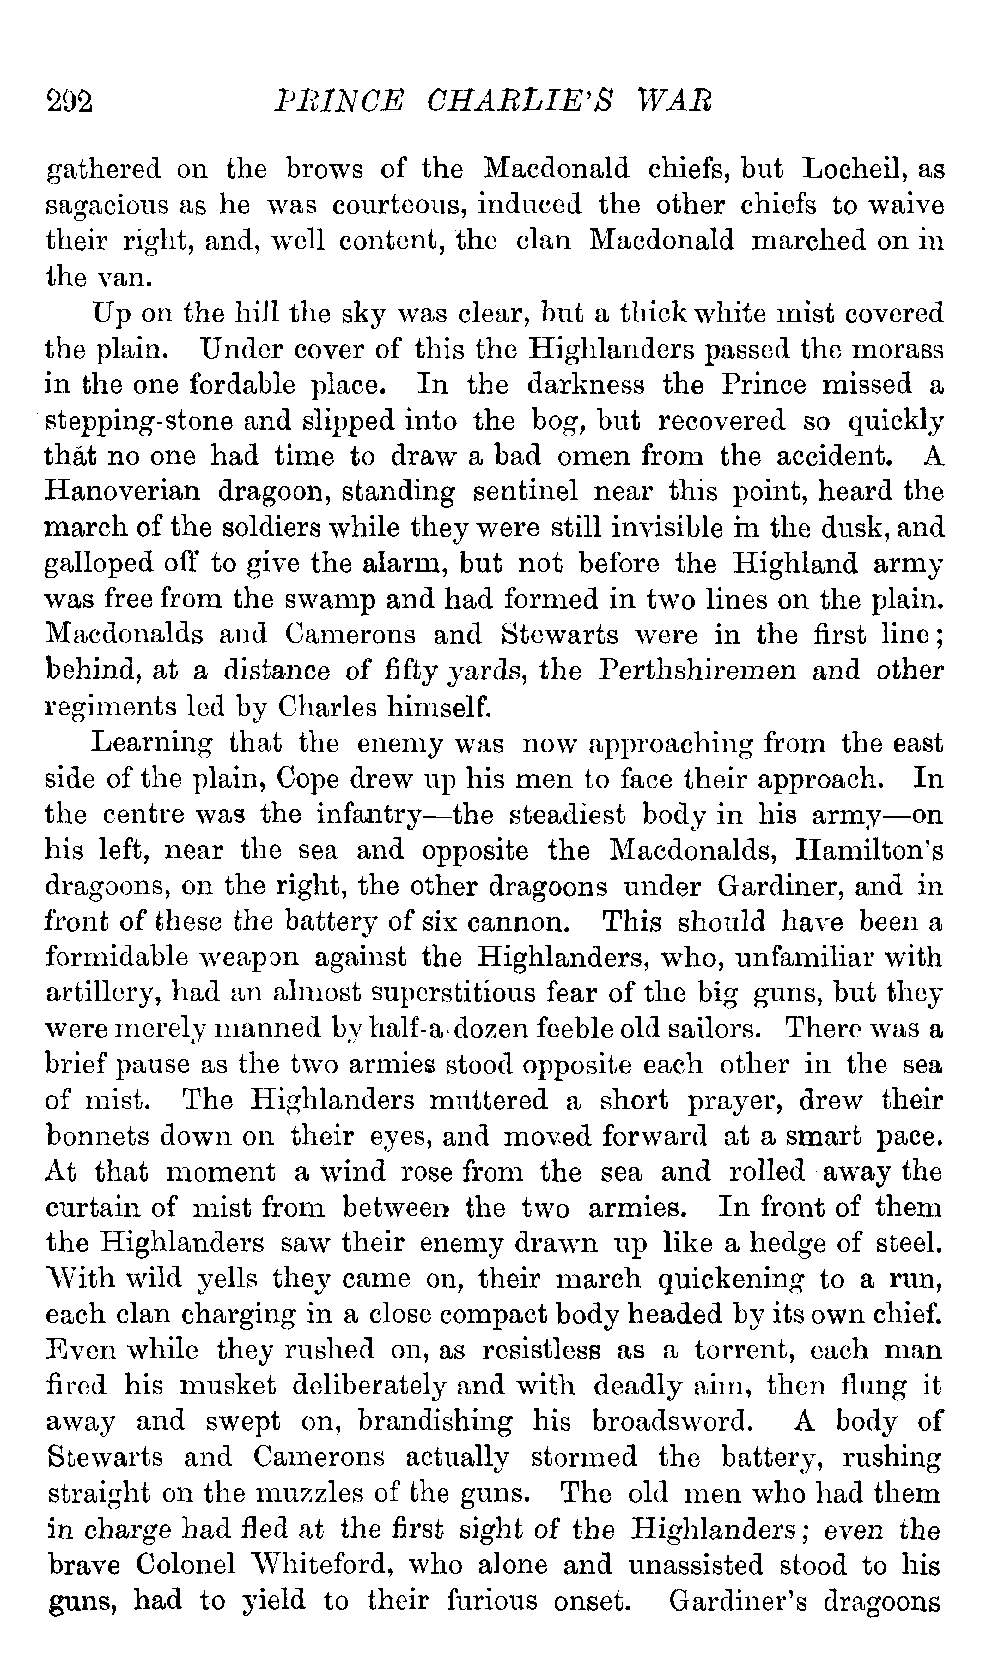 292 PRINCE CHARLIE'S WAR
gathered on the brows of the Macdonald chiefs, but Locheil, as
sagacious as he was courteous, induced the other chiefs to waive
their right, and, well content, the clan Macdonald marched on in
the van.
Up on the hill the sky was clear, but a thick white mist covered
the plain. Under cover of this the Highlanders passed the morass
in the one fordable place. In the darkness the Prince missed a
stepping-stone and slipped into the bog, but recovered so quickly
that no one had time to draw a bad omen from the accident. A
Hanoverian dragoon, standing sentinel near this point, heard the
march of the soldiers while they were still invisible in the dusk, and
galloped off to give the alarm, but not before the Highland army
was free from the swamp and had formed in two lines on the plain.
Macdonalds and Camerons and Stewarts were in the first line;
behind, at a distance of fifty yards, the Perthshiremen and other
regiments led by Charles himself.
Learning that the enemy was now approaching from the east
side of the plain, Cope drew up his men to face their approach. In
the centre was the infantry—the steadiest body in his army—on
his left, near the sea and opposite the Macdonalds, Hamilton's
dragoons, on the right, the other dragoons under Gardiner, and in
front of these the battery of six cannon. This should have been a
formidable weapon against the Highlanders, who, unfamiliar with
artillery, had an almost superstitious fear of the big guns, but they
were merely manned by half-a-dozen feeble old sailors. There was a
brief pause as the two armies stood opposite each other in the sea
of mist. The Highlanders muttered a short prayer, drew their
bonnets down on their eyes, and moved forward at a smart pace.
At that moment a wind rose from the sea and rolled away the
curtain of mist from between the two armies. In front of them
the Highlanders saw their enemy drawn up like a hedge of steel.
With wild yells they came on, their march quickening to a run,
each clan charging in a close compact body headed by its own chief.
Even while they rushed on, as resistless as a torrent, each man
fired his musket deliberately and with deadly aim, then flung it
away and swept on, brandishing his broadsword. A body of
Stewarts and Camerons actually stormed the battery, rushing
straight on the muzzles of the guns. The old men who had them
in charge had fled at the first sight of the Highlanders; even the
brave Colonel Whiteford, who alone and unassisted stood to his
guns, had to yield to their furious onset. Gardiner's dragoons